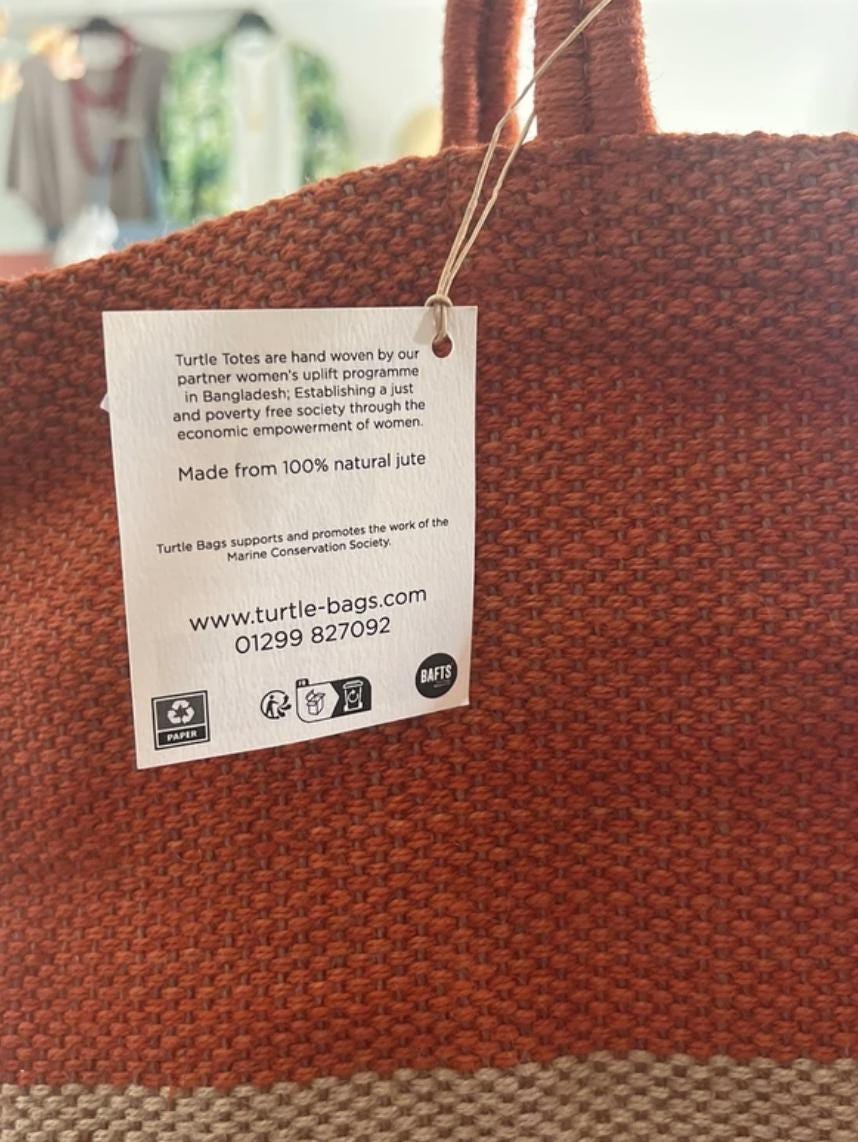 Turtle Totes are hand woven by our
partner women's uplift programme
in Bangladesh; Establishing a just
and poverty free society through the
economic empowerment of women.
Made from 100% natural jute
Turtle Bags supports and promotes the work of the
Marine Conservation Society.
www.turtle-bags.com
01299 827092
FR
BAFTS
PAPER